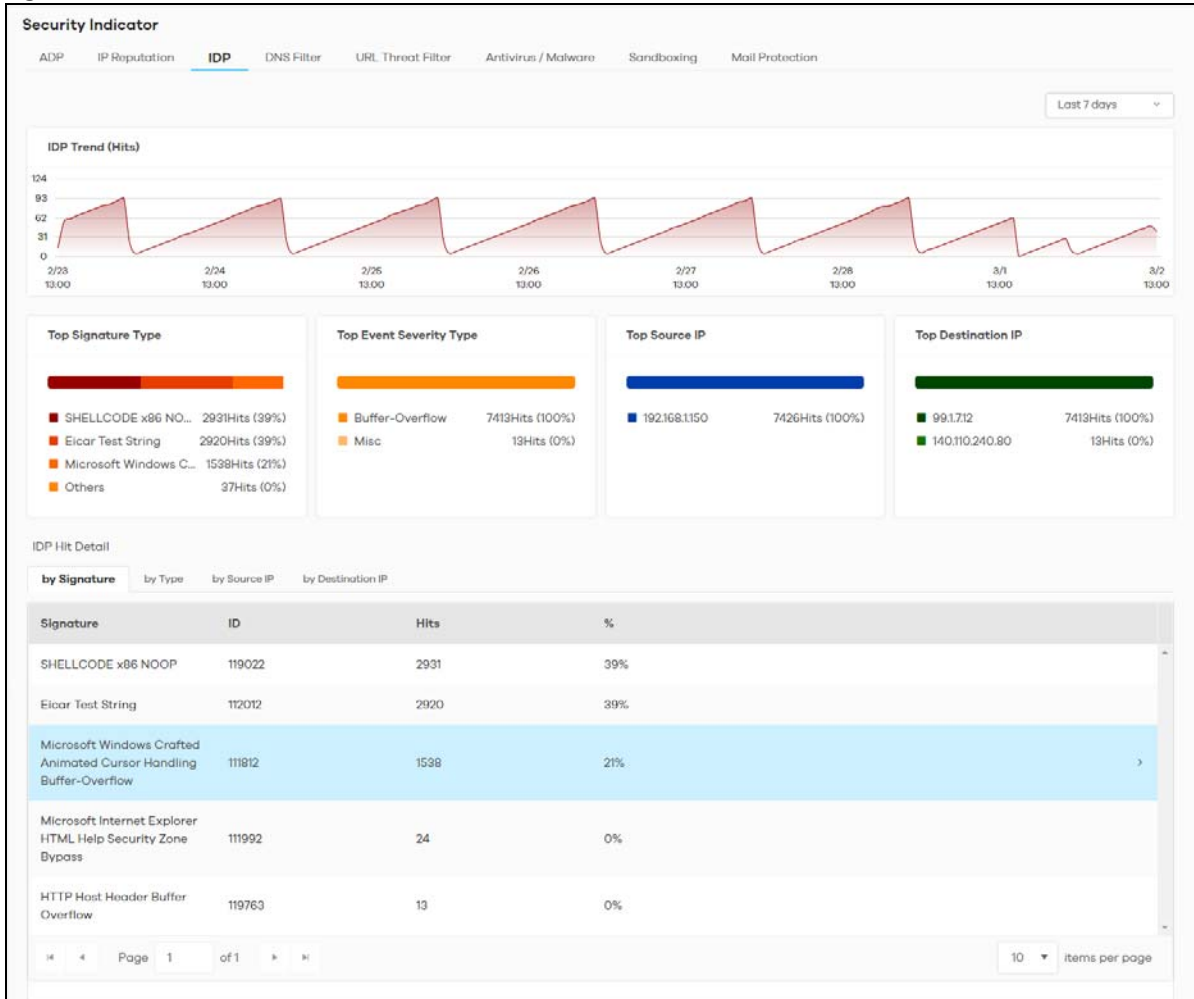 Security Indicator
ADP IP Reputation IDP DNS Filter URL Threat Filter Antivirus / Malware Sandboxing Mail Protection
Last 7 days
IDP Trend (Hits)
124
93
62
31
0
2/23 2/24 2/25 2/26 2/27 2/28 3/1 3/2
13:00 13:00 13:00 13:00 13:00 13:00 13:00 13:00
Top Signature Type
SHELLCODE x86 NO... 2931Hits (39%)
Eicar Test String 2920Hits (39%)
Microsoft Windows C... 1538Hits (21%)
Others 37Hits (0%)
Top Event Severity Type
Buffer-Overflow 7413Hits (100%)
Misc 13Hits (0%)
Top Source IP
192.168.1.150 7426Hits (100%)
Top Destination IP
99.1.7.12 7413Hits (100%)
140.110.240.80 13Hits (0%)
IDP Hit Detail
by Signature by Type by Source IP by Destination IP
Signature ID Hits %
SHELLCODE x86 NOOP 119022 2931 39%
Eicar Test String 112012 2920 39%
Microsoft Windows Crafted
Animated Cursor Handling 111812 1538 21%
Buffer-Overflow
Microsoft Internet Explorer
HTML Help Security Zone 111992 24 0%
Bypass
HTTP Host Header Buffer
Overflow 119763 13 0%
Page 1 of 1 10 items per page